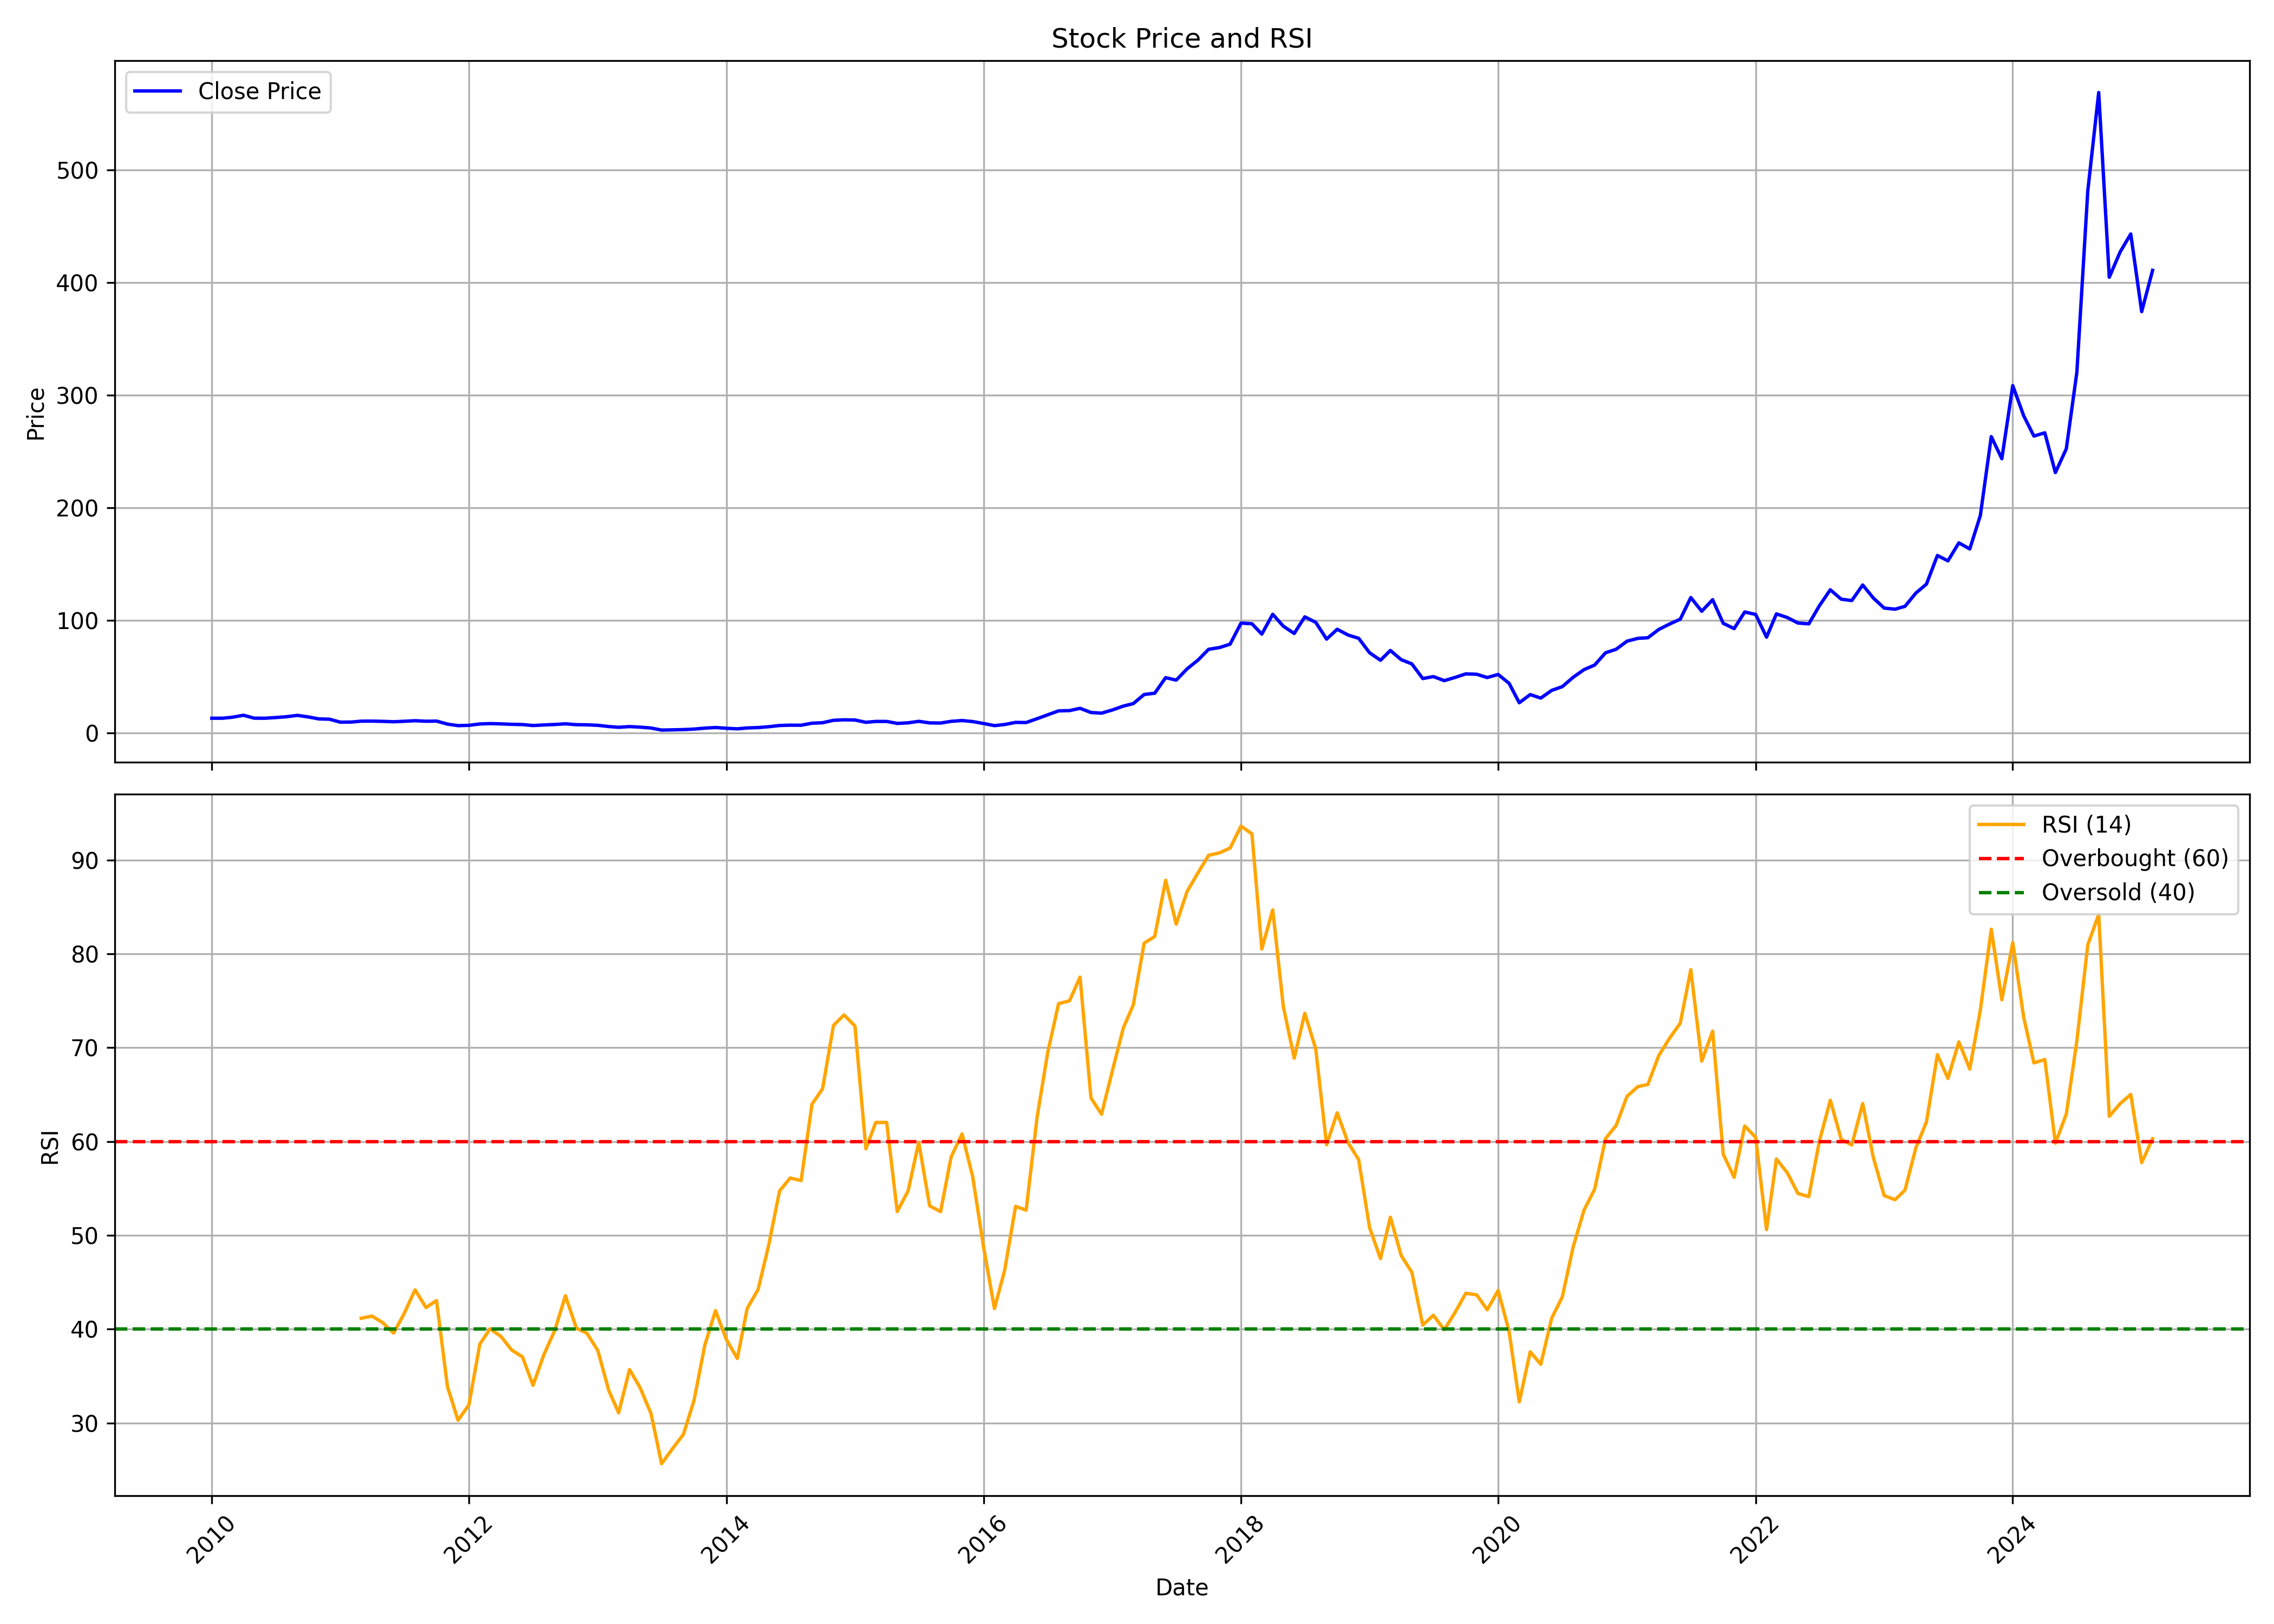 Stock Price and RSI
Close Price
Price
500
400
300
200
100
0
RSI (14)
Overbought (60)
Oversold (40)
RSI
90
80
70
60
50
40
30
2010
2012
2014
2016
2018
2020
2022
2024
Date